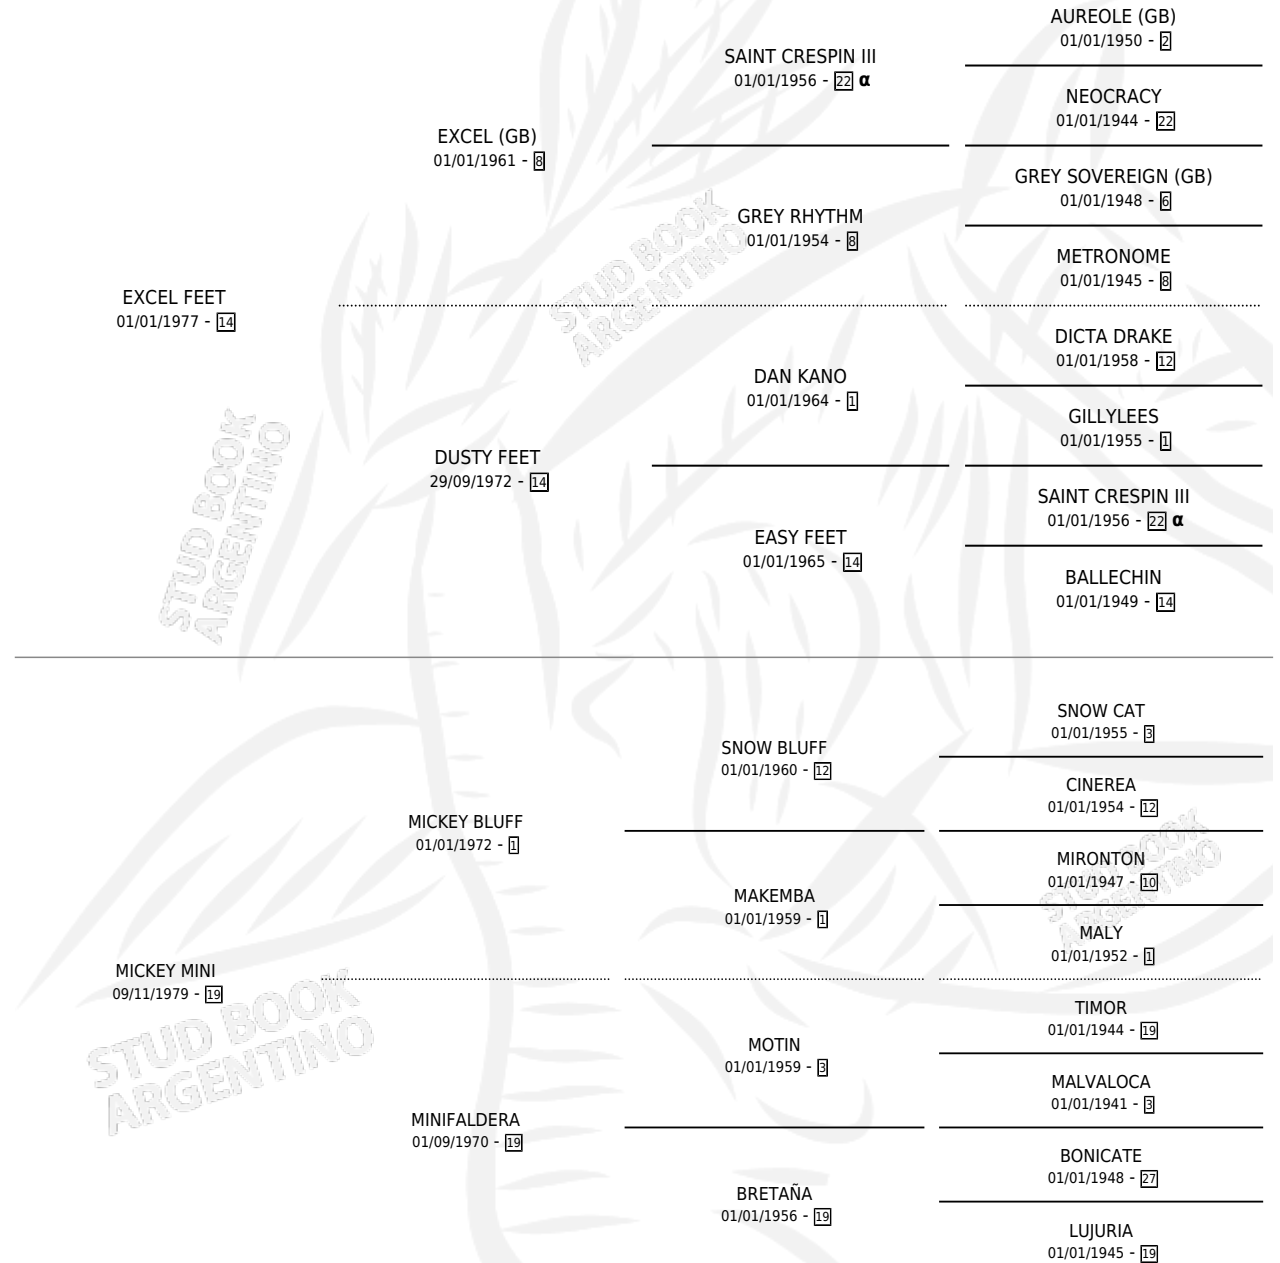 AUREOLE (GB)
01/01/1950 - 2
SAINT CRESPIN III
01/01/1956 - 22 α
NEOCRACY
01/01/1944 - 22
EXCEL (GB)
01/01/1961 - 8
GREY SOVEREIGN (GB)
01/01/1948 - 6
GREY RHYTHM
01/01/1954 - 8
METRONOME
01/01/1945 - 8
EXCEL FEET
01/01/1977 - 14
DICTA DRAKE
01/01/1958 - 12
DAN KANO
01/01/1964 - 1
GILLYLEES
01/01/1955 - 1
DUSTY FEET
29/09/1972 - 14
SAINT CRESPIN III
01/01/1956 - 22 α
EASY FEET
01/01/1965 - 14
BALLECHIN
01/01/1949 - 14
SNOW CAT
01/01/1955 - 3
SNOW BLUFF
01/01/1960 - 12
CINEREA
01/01/1954 - 12
MICKEY BLUFF
01/01/1972 - 1
MIRONTON
01/01/1947 - 10
MAKEMBA
01/01/1959 - 1
MALY
01/01/1952 - 1
MICKEY MINI
09/11/1979 - 19
TIMOR
01/01/1944 - 19
MOTIN
01/01/1959 - 3
MALVALOCA
01/01/1941 - 3
MINIFALDERA
01/09/1970 - 19
BONICATE
01/01/1948 - 27
BRETAÑA
01/01/1956 - 19
LUJURIA
01/01/1945 - 19
STUD BOOK
ARGENTINO
STUD BOOK
ARGENTINO
STUD BOOK
ARGENTINO
STUD BOOK
ARGENTINO